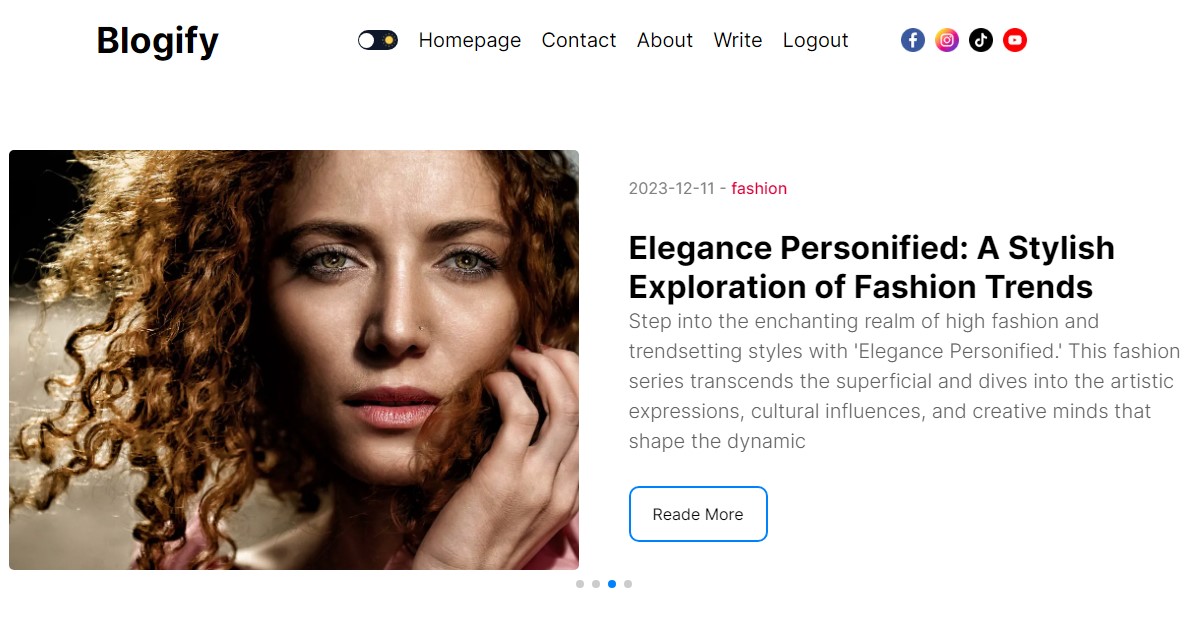 Blogify
Homepage Contact About Write Logout
2023-12-11 - fashion
Elegance Personified: A Stylish
Exploration of Fashion Trends
Step into the enchanting realm of high fashion and
trendsetting styles with 'Elegance Personified.' This fashion
series transcends the superficial and dives into the artistic
expressions, cultural influences, and creative minds that
shape the dynamic
Reade More